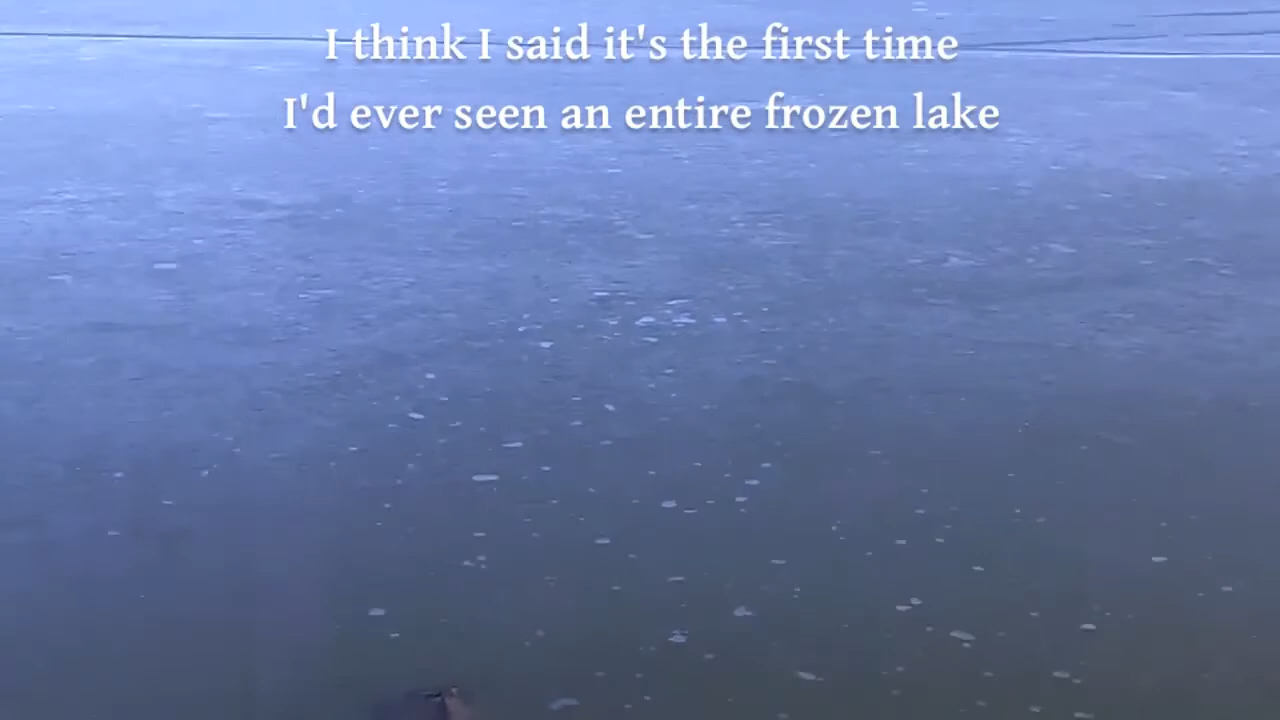 I think I said it's the first time
I'd ever seen an entire frozen lake